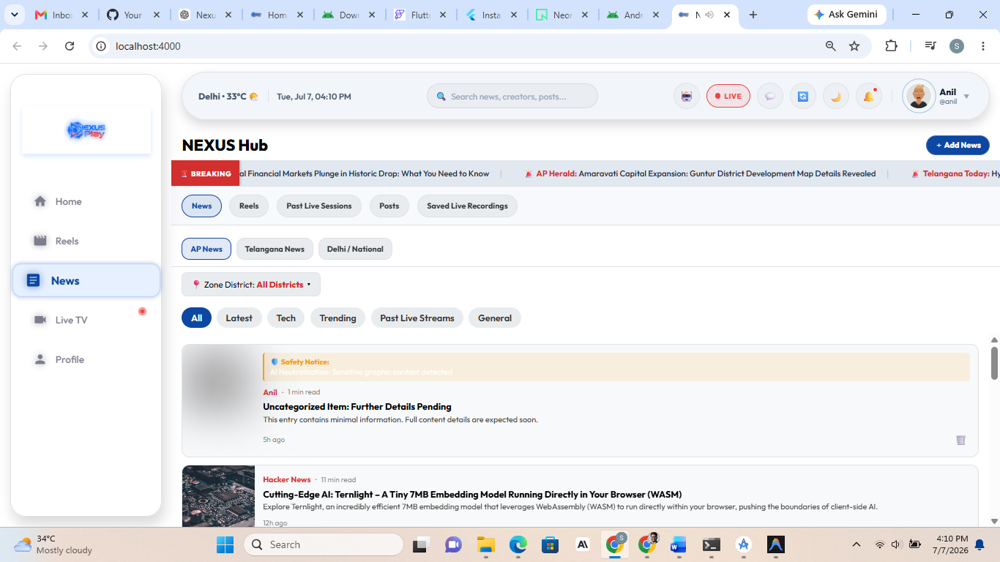 Inbo
Your
Nexu
Hom
Dow
Flutt
Insta
Neor
Andr
N
Ask Gemini
localhost:4000
S
NEXUS
Play
Delhi • 33°C
Tue, Jul 7, 04:10 PM
Search news, creators, posts...
LIVE
Anil
@anil
Home
Reels
News
Live TV
Profile
NEXUS Hub
+ Add News
BREAKING
al Financial Markets Plunge in Historic Drop: What You Need to Know
AP Herald: Amaravati Capital Expansion: Guntur District Development Map Details Revealed
Telangana Today: Hy
News
Reels
Past Live Sessions
Posts
Saved Live Recordings
AP News
Telangana News
Delhi / National
Zone District: All Districts
All
Latest
Tech
Trending
Past Live Streams
General
Safety Notice:
AI Neutralization: Sensitive graphic content detected
Anil · 1 min read
Uncategorized Item: Further Details Pending
This entry contains minimal information. Full content details are expected soon.
5h ago
Hacker News · 11 min read
Cutting-Edge AI: Ternlight – A Tiny 7MB Embedding Model Running Directly in Your Browser (WASM)
Explore Ternlight, an incredibly efficient 7MB embedding model that leverages WebAssembly (WASM) to run directly within your browser, pushing the boundaries of client-side AI.
12h ago
34°C
Mostly cloudy
Search
4:10 PM
7/7/2026